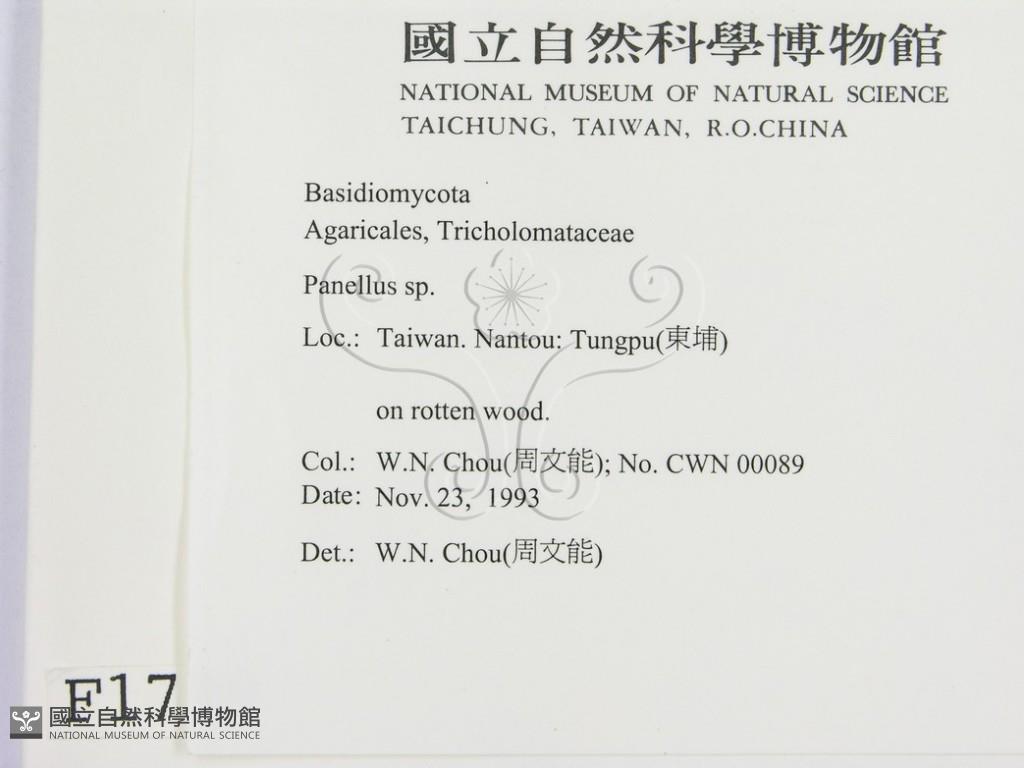 國立自然科學博物館
NATIONAL MUSEUM OF NATURAL SCIENCE
TAICHUNG, TAIWAN, R.O.CHINA
Basidiomycota
Agaricales, Tricholomataceae
Panellus sp.
Loc.: Taiwan. Nantou: Tungpu(東埔)
on rotten wood.
Col.: W.N. Chou(周文能); No. CWN 00089
Date: Nov. 23, 1993
Det.: W.N. Chou(周文能)
F17
國立自然科學博物館
NATIONAL MUSEUM OF NATURAL SCIENCE